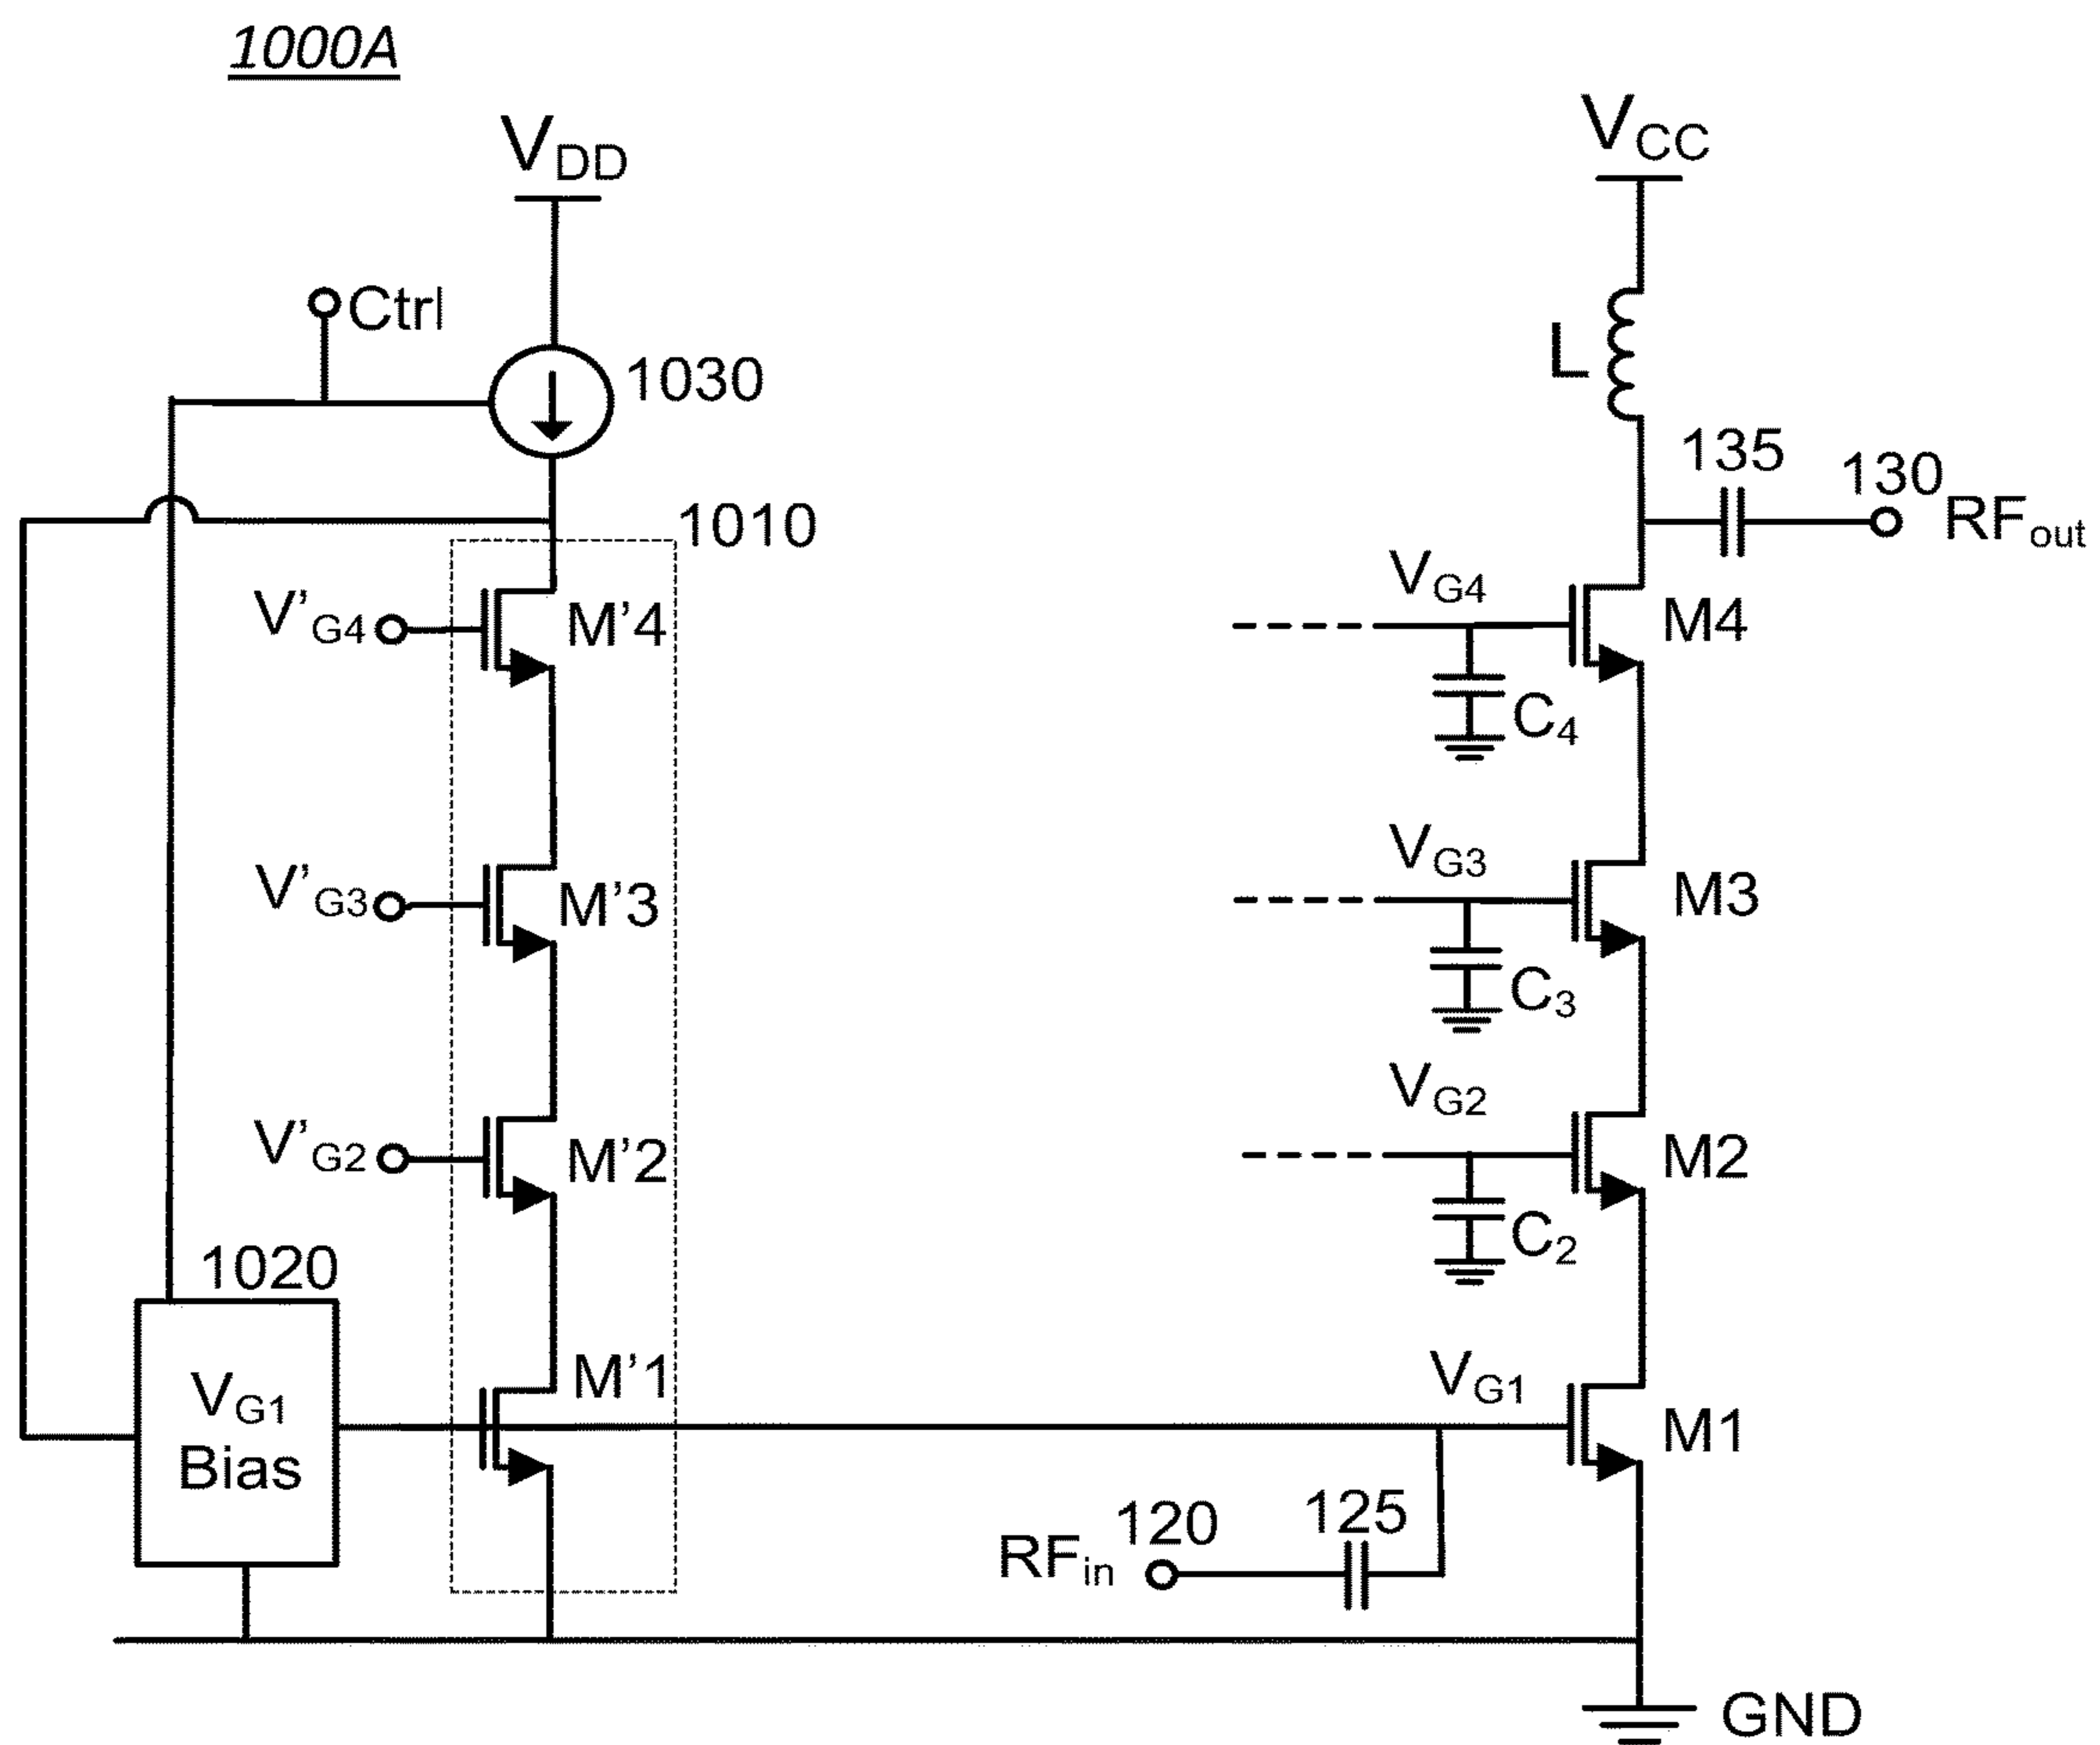 1000A
VDD
VCC
Ctrl
1030
L
135
130
RFout
1010
V'G4
M'4
VG4
M4
C4
V'G3
M'3
VG3
M3
C3
V'G2
M'2
VG2
M2
C2
1020
VG1
Bias
M'1
VG1
M1
RFin
120
125
GND